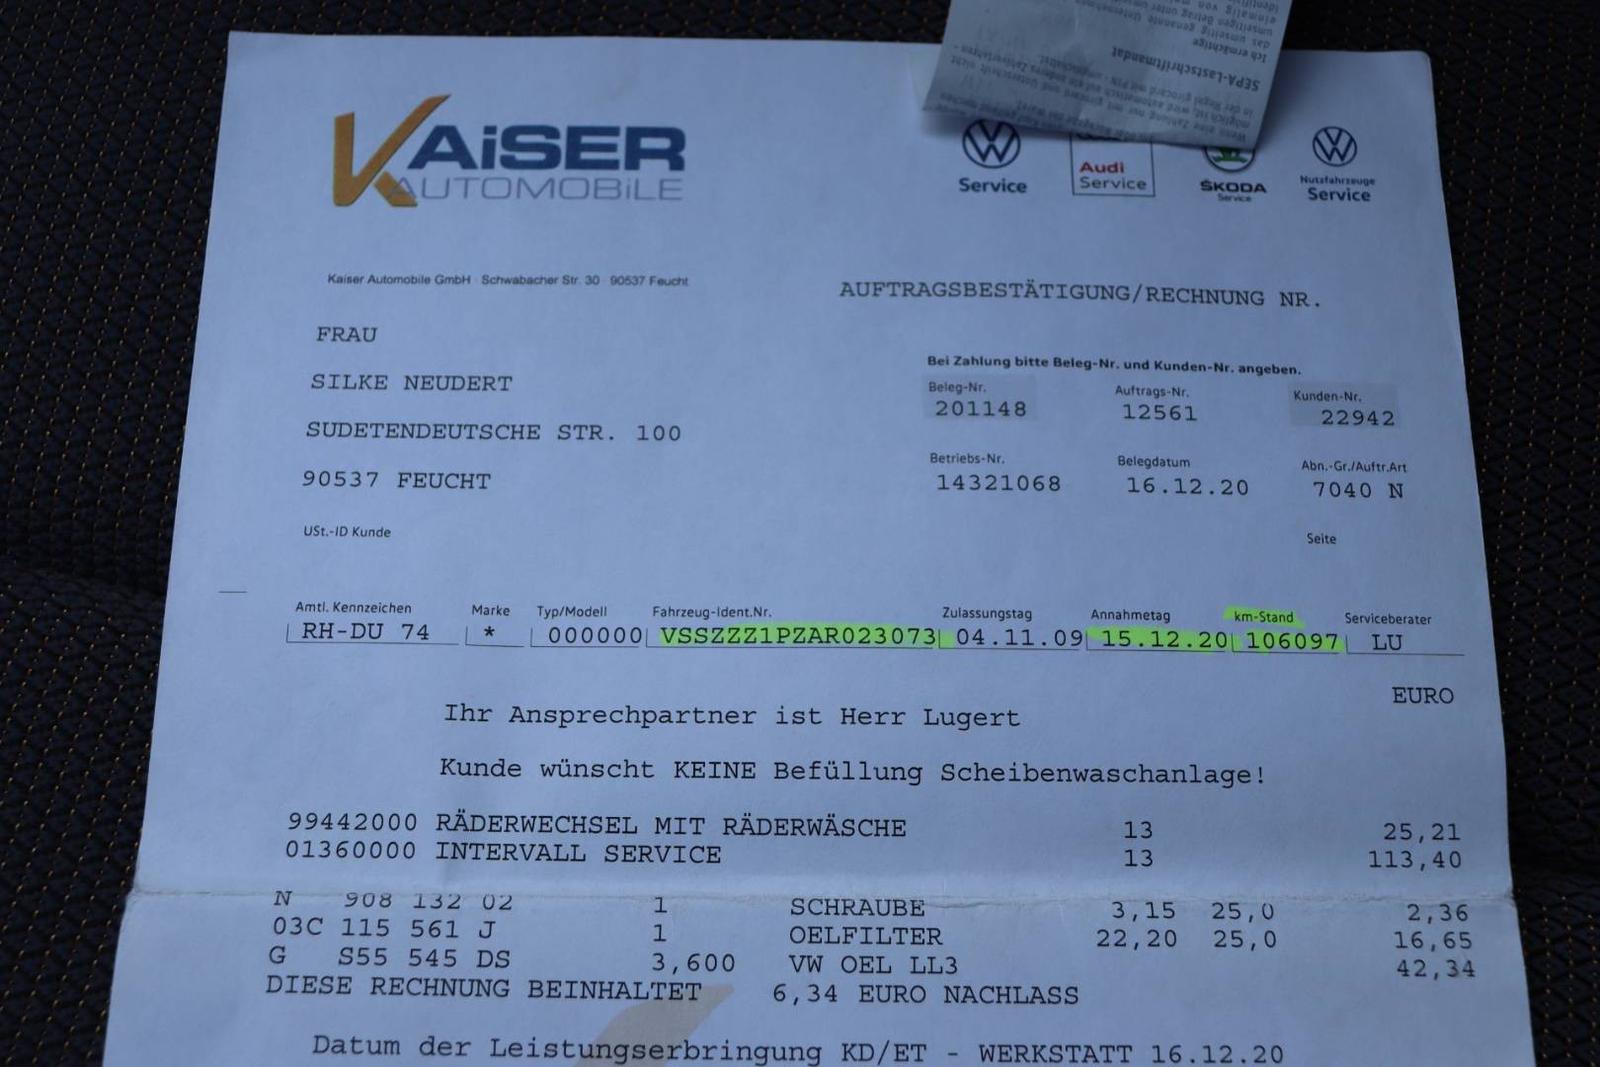 SEPA-Lastschriftmandat
Ich ermächtige
KAiSER
AUTOMOBiLE
Service
Audi
Service
ŠKODA
Service
Nutzfahrzeuge
Service
Kaiser Automobile GmbH · Schwabacher Str. 30 · 90537 Feucht
AUFTRAGSBESTÄTIGUNG/RECHNUNG NR.
FRAU
SILKE NEUDERT
SUDETENDEUTSCHE STR. 100
90537 FEUCHT
Bei Zahlung bitte Beleg-Nr. und Kunden-Nr. angeben.
Beleg-Nr. Auftrags-Nr. Kunden-Nr.
201148 12561 22942
Betriebs-Nr. Belegdatum Abn.-Gr./Auftr.Art
14321068 16.12.20 7040 N
USt.-ID Kunde Seite
Amtl. Kennzeichen Marke Typ/Modell Fahrzeug-Ident.Nr. Zulassungstag Annahmetag km-Stand Serviceberater
RH-DU 74 * 000000 VSSZZZ1PZAR023073 04.11.09 15.12.20 106097 LU
EURO
Ihr Ansprechpartner ist Herr Lugert
Kunde wünscht KEINE Befüllung Scheibenwaschanlage!
99442000 RÄDERWECHSEL MIT RÄDERWÄSCHE 13 25,21
01360000 INTERVALL SERVICE 13 113,40
N 908 132 02 1 SCHRAUBE 3,15 25,0 2,36
03C 115 561 J 1 OELFILTER 22,20 25,0 16,65
G S55 545 DS 3,600 VW OEL LL3 42,34
DIESE RECHNUNG BEINHALTET 6,34 EURO NACHLASS
Datum der Leistungserbringung KD/ET - WERKSTATT 16.12.20